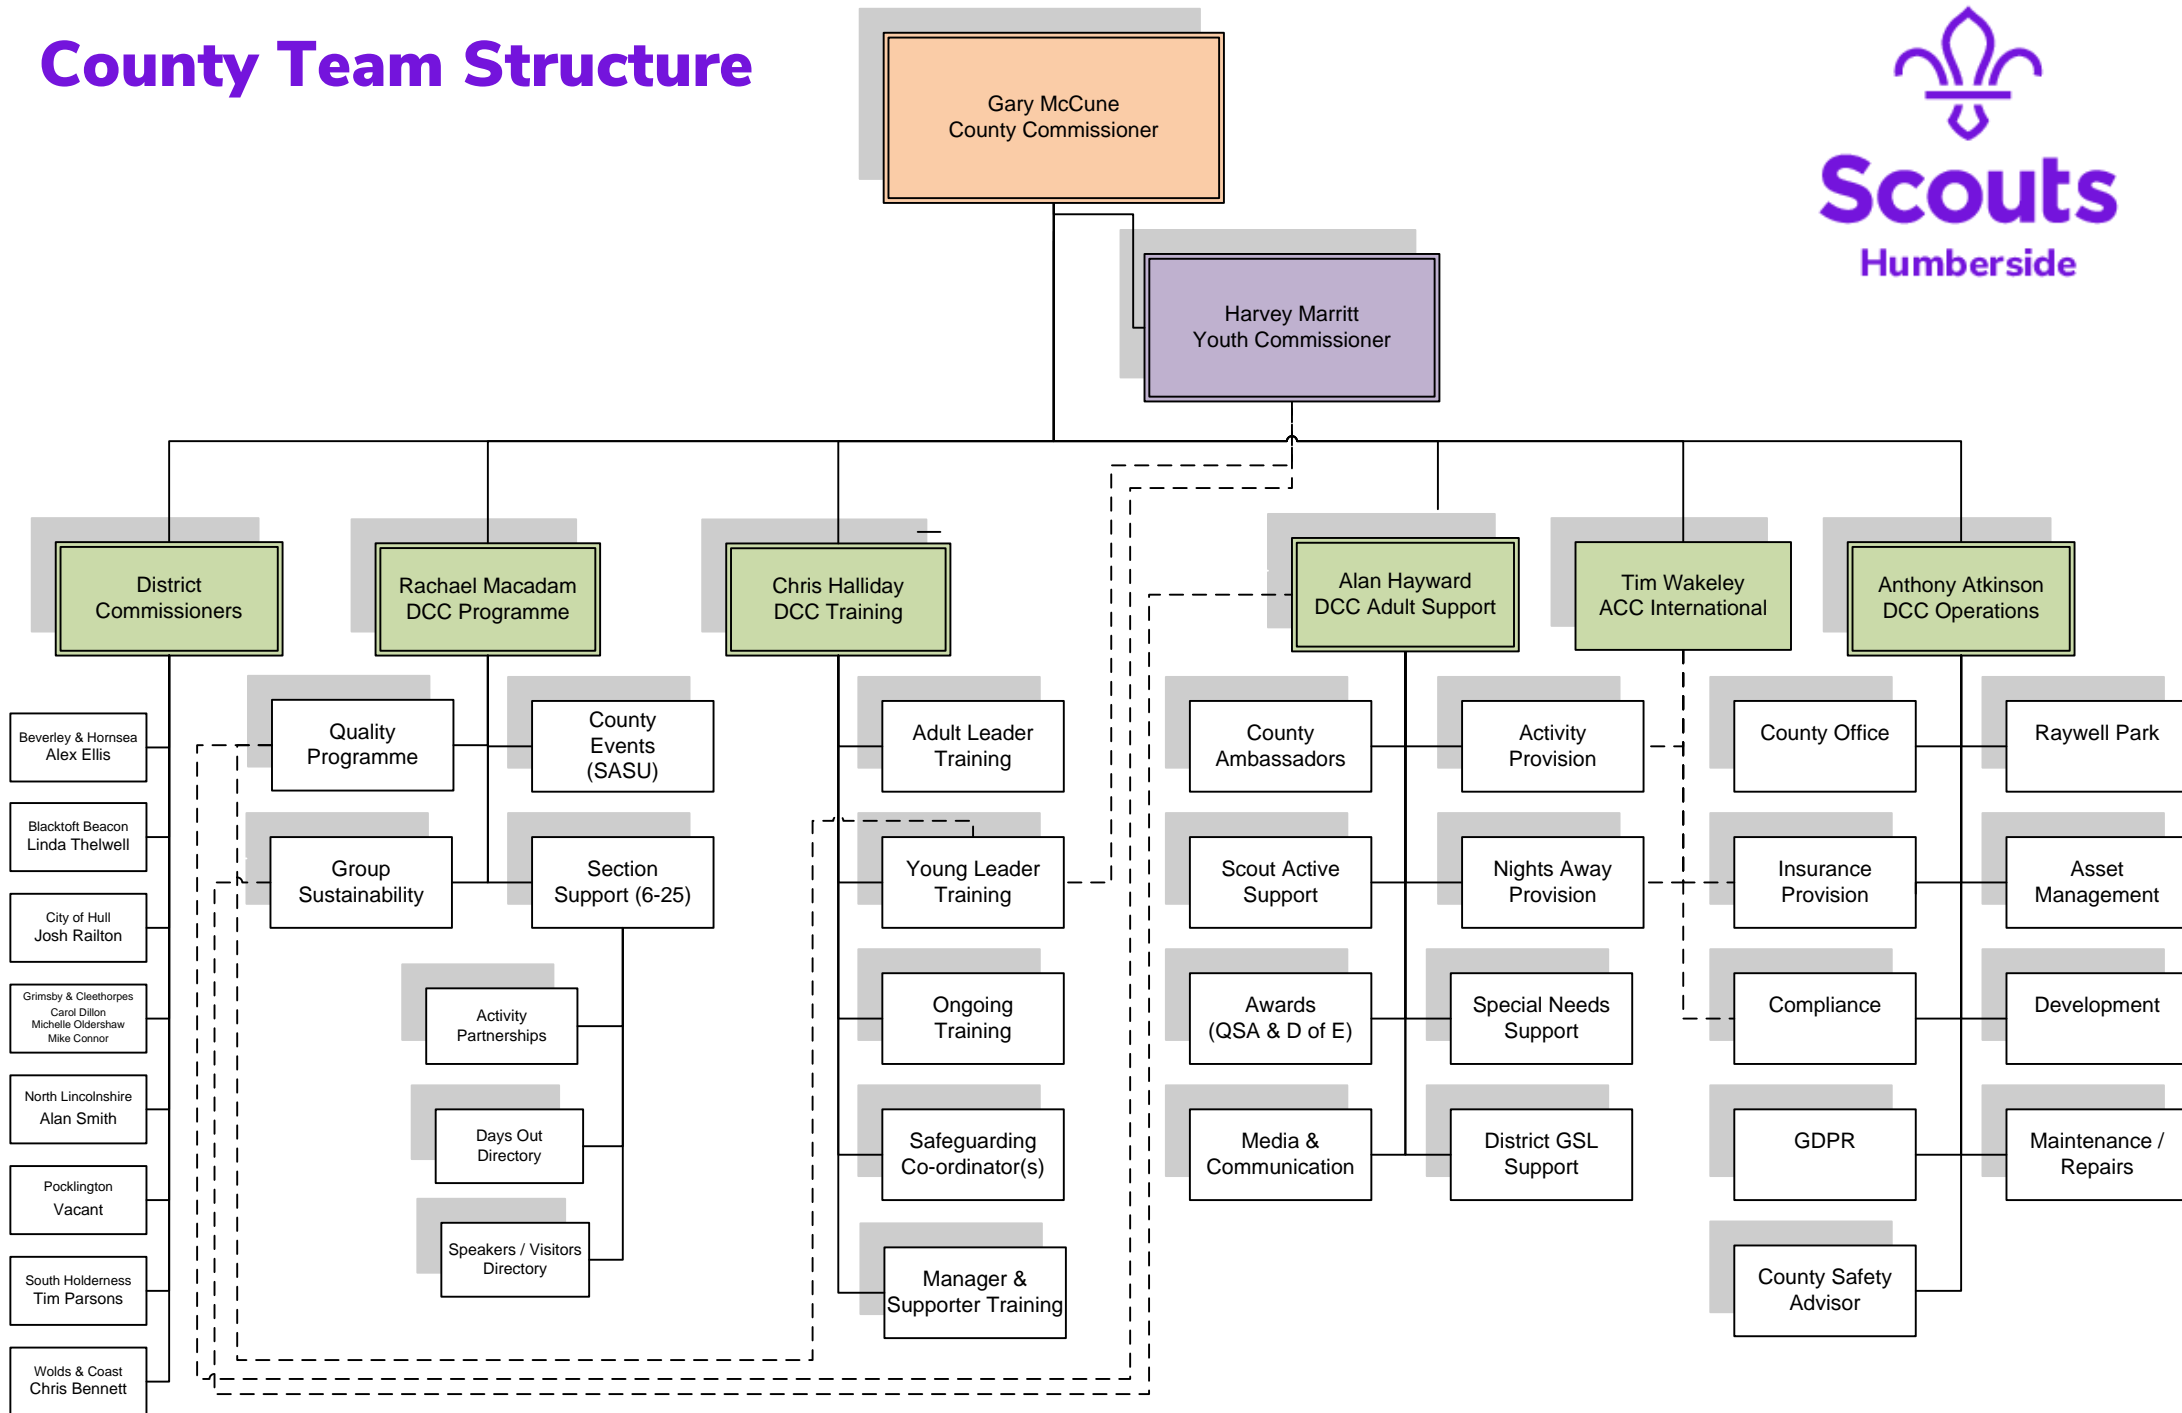 County Team Structure
Gary McCune
County Commissioner
Scouts
Humberside
Harvey Marritt
Youth Commissioner
District
Commissioners
Rachael Macadam
DCC Programme
Chris Halliday
DCC Training
Alan Hayward
DCC Adult Support
Tim Wakeley
ACC International
Anthony Atkinson
DCC Operations
Beverley & Hornsea
Alex Ellis
Blacktoft Beacon
Linda Thelwell
City of Hull
Josh Railton
Grimsby & Cleethorpes
Carol Dillon
Michelle Oldershaw
Mike Connor
North Lincolnshire
Alan Smith
Pocklington
Vacant
South Holderness
Tim Parsons
Wolds & Coast
Chris Bennett
Quality
Programme
County
Events
(SASU)
Group
Sustainability
Section
Support (6-25)
Activity
Partnerships
Days Out
Directory
Speakers / Visitors
Directory
Adult Leader
Training
Young Leader
Training
Ongoing
Training
Safeguarding
Co-ordinator(s)
Manager &
Supporter Training
County
Ambassadors
Activity
Provision
Scout Active
Support
Nights Away
Provision
Awards
(QSA & D of E)
Special Needs
Support
Media &
Communication
District GSL
Support
County Office
Raywell Park
Insurance
Provision
Asset
Management
Compliance
Development
GDPR
Maintenance /
Repairs
County Safety
Advisor